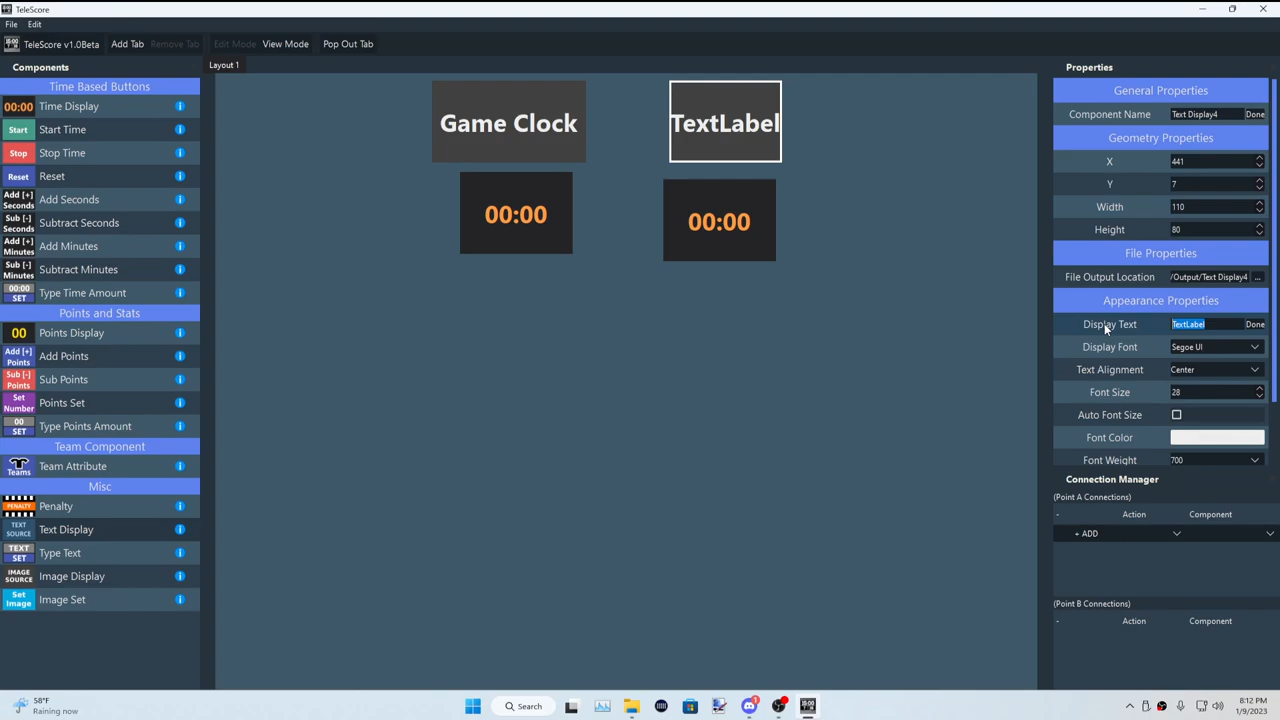 TeleScore
File Edit
TeleScore v1.0Beta Add Tab Remove Tab Edit Mode View Mode Pop Out Tab
Components
Layout 1
Properties
Time Based Buttons
00:00 Time Display
Start Start Time
Stop Stop Time
Reset Reset
Add [+] Seconds Add Seconds
Sub [-] Seconds Subtract Seconds
Add [+] Minutes Add Minutes
Sub [-] Minutes Subtract Minutes
00:00 SET Type Time Amount
Points and Stats
00 Points Display
Add [+] Points Add Points
Sub [-] Points Sub Points
Set Number Points Set
00 SET Type Points Amount
Team Component
Teams Team Attribute
Misc
PENALTY Penalty
TEXT SOURCE Text Display
TEXT SET Type Text
IMAGE SOURCE Image Display
Set Image Image Set
Game Clock
TextLabel
00:00
00:00
General Properties
Component Name Text Display4 Done
Geometry Properties
X 441
Y 7
Width 110
Height 80
File Properties
File Output Location /Output/Text Display4 ...
Appearance Properties
Display Text TextLabel Done
Display Font Segoe UI
Text Alignment Center
Font Size 28
Auto Font Size
Font Color
Font Weight 700
Connection Manager
(Point A Connections)
- Action Component
+ ADD
(Point B Connections)
- Action Component
58°F
Raining now
Search
1
8:12 PM
1/9/2023